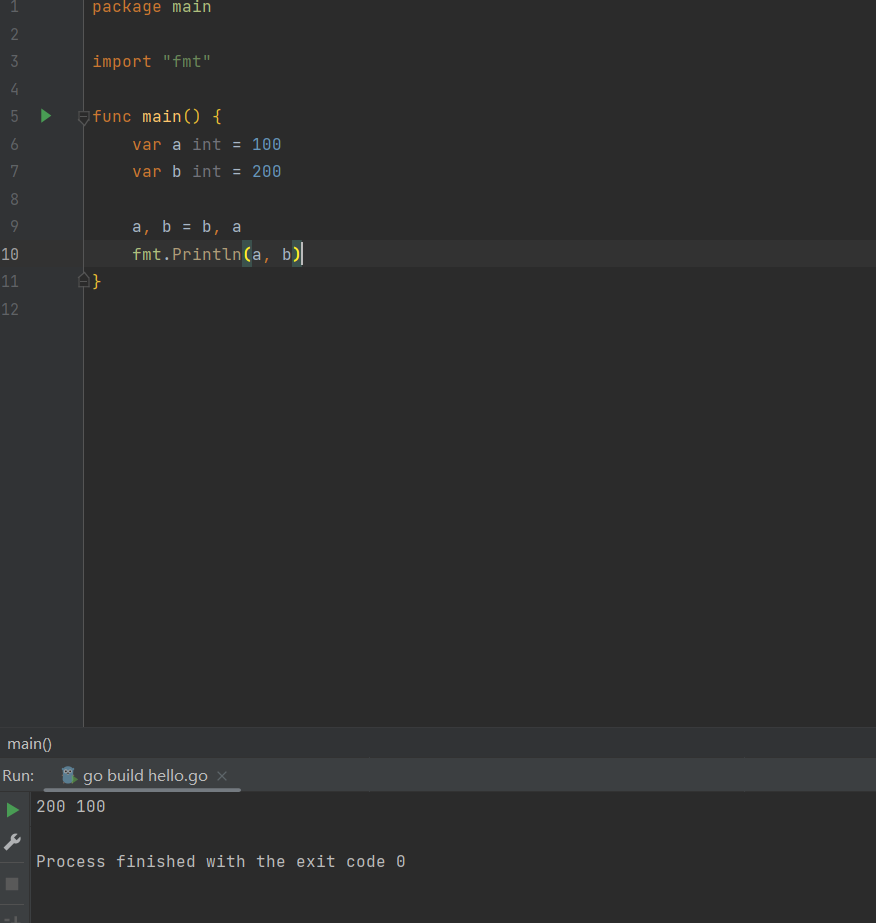 1 package main
2
3 import "fmt"
4
5 func main() {
6     var a int = 100
7     var b int = 200
8
9     a, b = b, a
10     fmt.Println(a, b)
11 }
12
main()
Run: go build hello.go
200 100
Process finished with the exit code 0